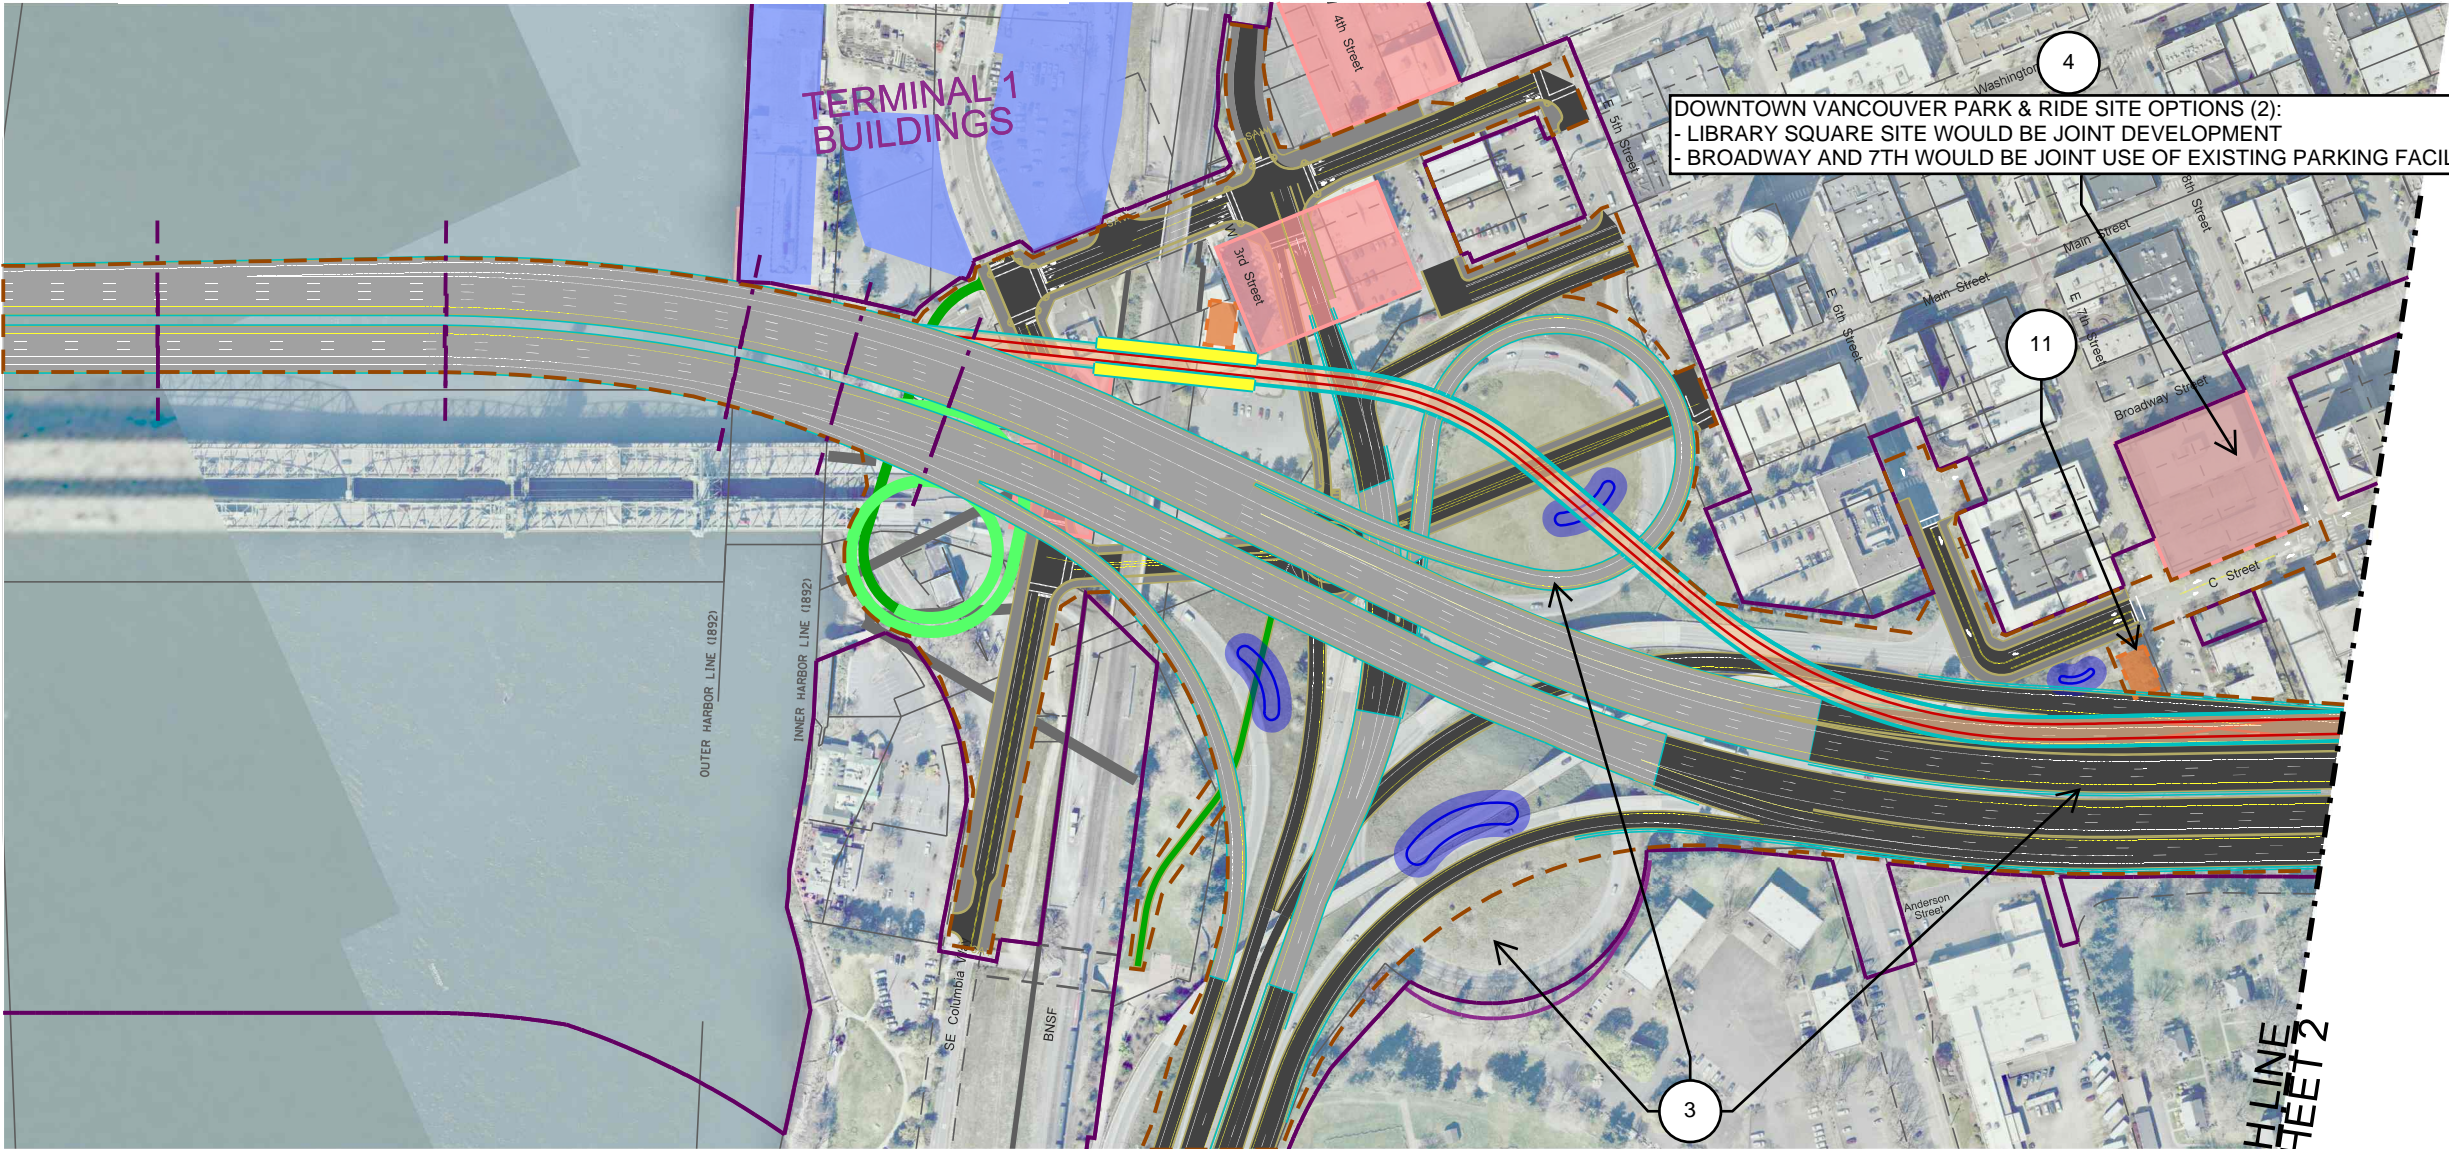 TERMINAL 1
BUILDINGS
4th Street
Washington
4
DOWNTOWN VANCOUVER PARK & RIDE SITE OPTIONS (2):
- LIBRARY SQUARE SITE WOULD BE JOINT DEVELOPMENT
- BROADWAY AND 7TH WOULD BE JOINT USE OF EXISTING PARKING FACIL
E 5th Street
8th Street
Main Street
Main Street
W 3rd Street
E 6th Street
E 7th Street
11
Broadway Street
C Street
OUTER HARBOR LINE (1892)
INNER HARBOR LINE (1892)
Anderson
Street
SE Columbia W
BNSF
3
H LINE
HEET 2